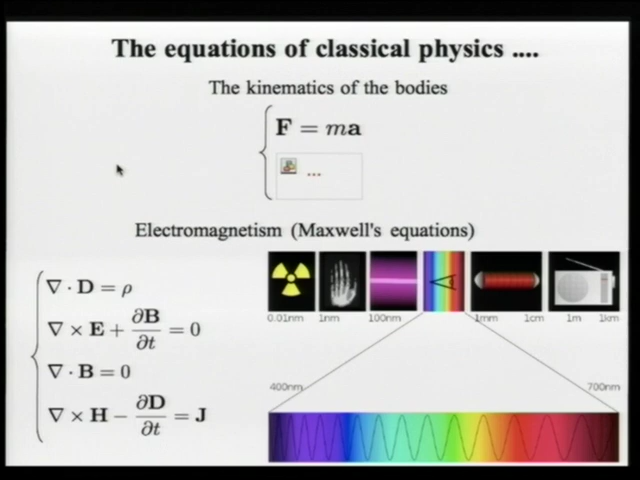 The equations of classical physics ....
The kinematics of the bodies
F = ma
...
Electromagnetism (Maxwell's equations)
∇ · D = ρ
∇ × E + ∂B/∂t = 0
∇ · B = 0
∇ × H − ∂D/∂t = J
0.01nm 1nm 100nm 1mm 1cm 1m 1km
400nm 700nm